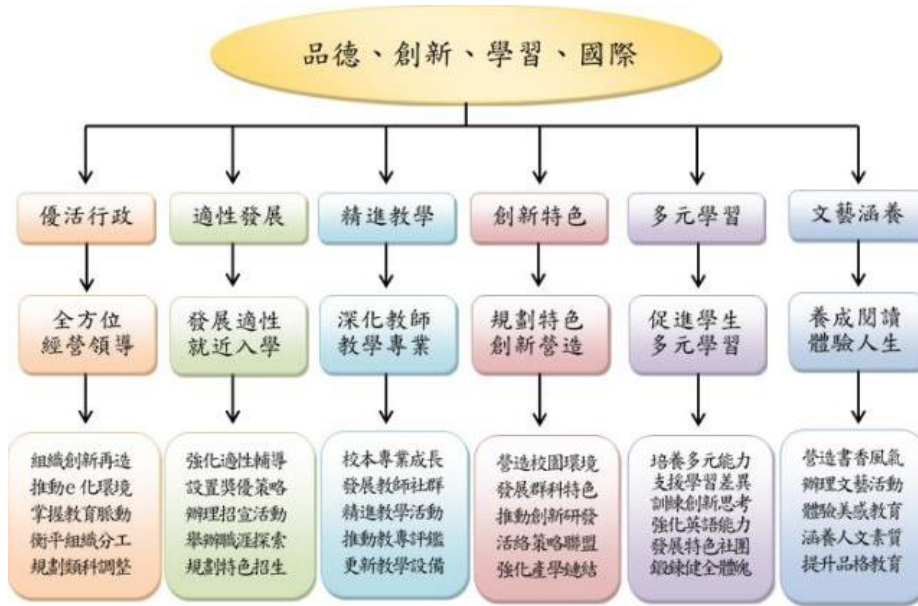 品德、創新、學習、國際
優活行政
適性發展
精進教學
創新特色
多元學習
文藝涵養
全方位
經營領導
發展適性
就近入學
深化教師
教學專業
規劃特色
創新營造
促進學生
多元學習
養成閱讀
體驗人生
組織創新再造
推動e化環境
掌握教育脈動
衡平組織分工
規劃類科調整
強化適性輔導
設置獎優策略
辦理招宣活動
舉辦職涯探索
規劃特色招生
校本專業成長
發展教師社群
精進教學活動
推動教專評鑑
更新教學設備
營造校園環境
發展群科特色
推動創新研發
活絡策略聯盟
強化產學鏈結
培養多元能力
支援學習差異
訓練創新思考
強化英語能力
發展特色社團
鍛鍊健全體魄
營造書香風氣
辦理文藝活動
體驗美感教育
涵養人文素質
提升品格教育